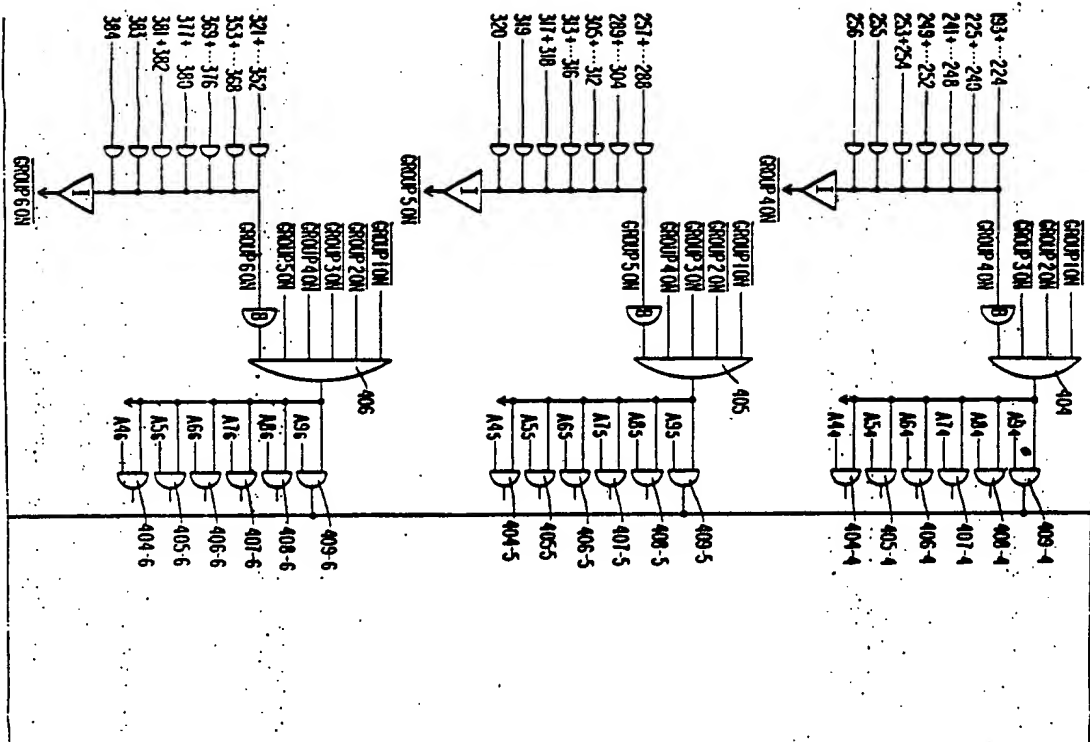 193+···224
225+···240
241+···248
249+···252
253+254
255
256
GROUP 4 ON
GROUP 1 ON
GROUP 2 ON
GROUP 3 ON
GROUP 4 ON
I
B
404
A94
A84
A74
A64
A54
A44
409-4
408-4
407-4
406-4
405-4
404-4
257+···288
289+···304
305+···312
313+···316
317+318
319
320
GROUP 5 ON
GROUP 1 ON
GROUP 2 ON
GROUP 3 ON
GROUP 4 ON
GROUP 5 ON
I
B
405
A95
A85
A75
A65
A55
A45
409-5
408-5
407-5
406-5
405-5
404-5
321+···352
353+···368
369+···376
377+···380
381+382
383
384
GROUP 6 ON
GROUP 1 ON
GROUP 2 ON
GROUP 3 ON
GROUP 4 ON
GROUP 5 ON
GROUP 6 ON
I
B
406
A96
A86
A76
A66
A56
A46
409-6
408-6
407-6
406-6
405-6
404-6